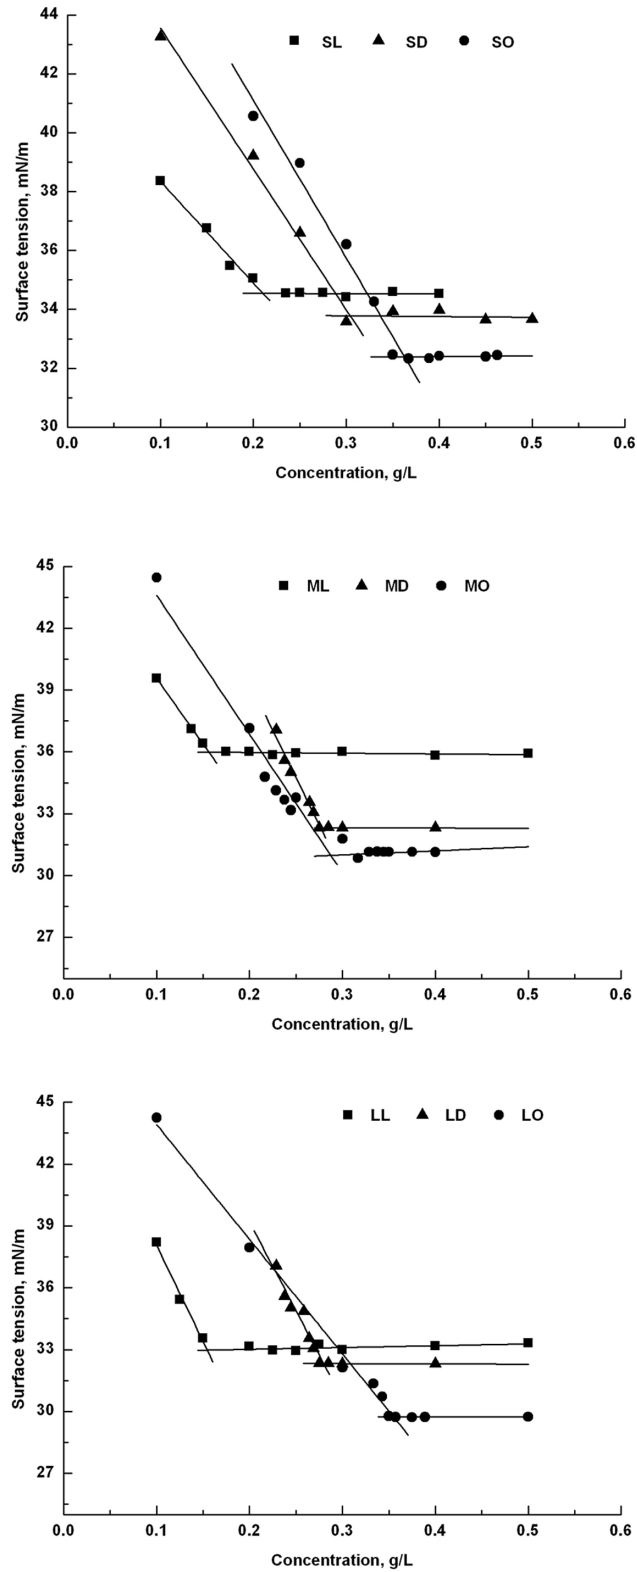 44
SL SD SO
42
40
38
36
34
32
30
Surface tension, mN/m
0.0 0.1 0.2 0.3 0.4 0.5 0.6
Concentration, g/L
45
ML MD MO
42
39
36
33
30
27
Surface tension, mN/m
0.0 0.1 0.2 0.3 0.4 0.5 0.6
Concentration, g/L
45
LL LD LO
42
39
36
33
30
27
Surface tension, mN/m
0.0 0.1 0.2 0.3 0.4 0.5 0.6
Concentration, g/L